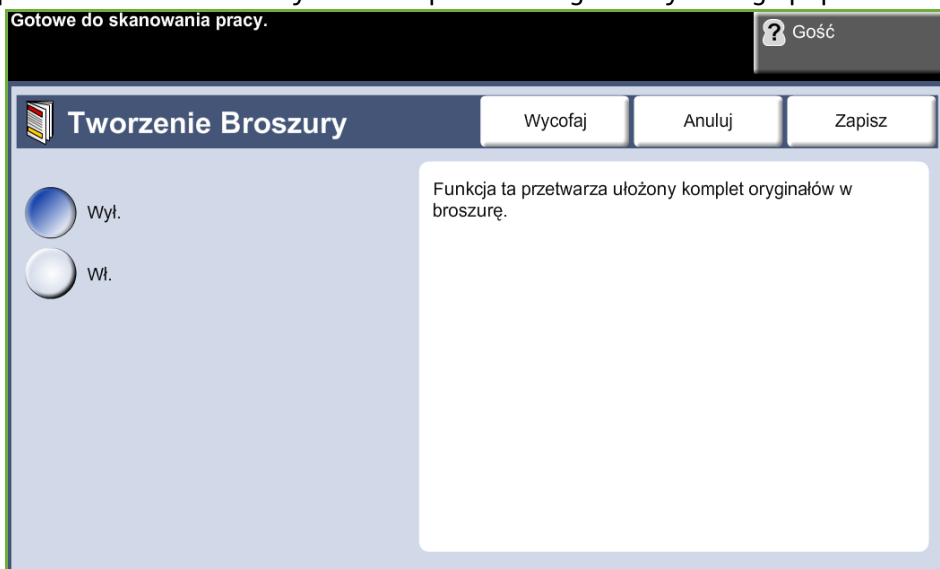 Gotowe do skanowania pracy.
? Gość
Tworzenie Broszury
Wycofaj
Anuluj
Zapisz
Wył.
Wł.
Funkcja ta przetwarza ułożony komplet oryginałów w
broszurę.